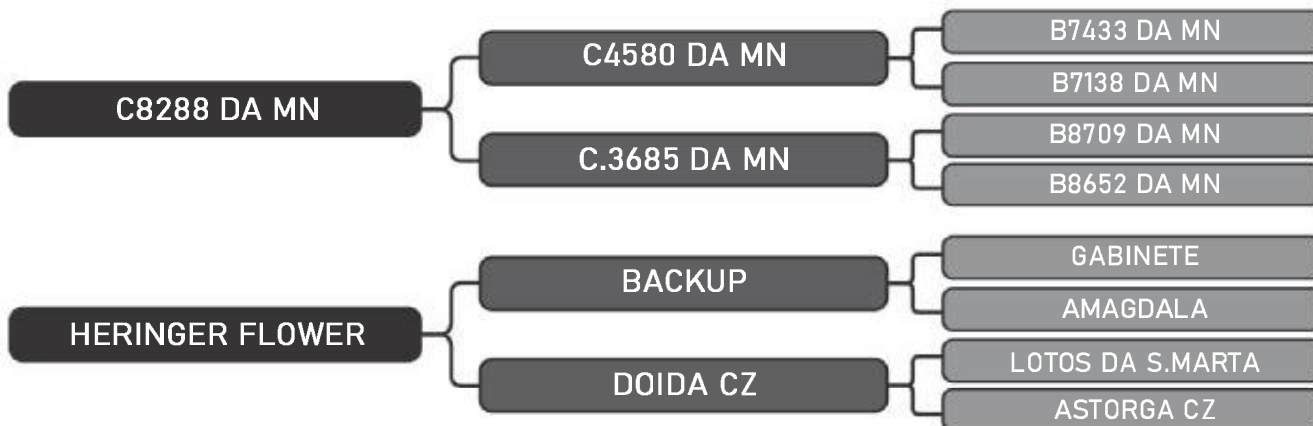 C8288 DA MN
C4580 DA MN
B7433 DA MN
B7138 DA MN
C.3685 DA MN
B8709 DA MN
B8652 DA MN
HERINGER FLOWER
BACKUP
GABINETE
AMAGDALA
DOIDA CZ
LOTOS DA S.MARTA
ASTORGA CZ